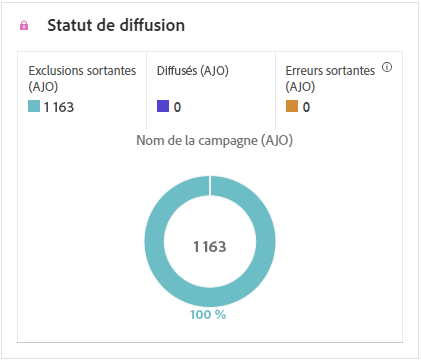 Statut de diffusion
Exclusions sortantes
(AJO)
1 163
Diffusés (AJO)
0
Erreurs sortantes
(AJO)
0
Nom de la campagne (AJO)
1 163
100 %